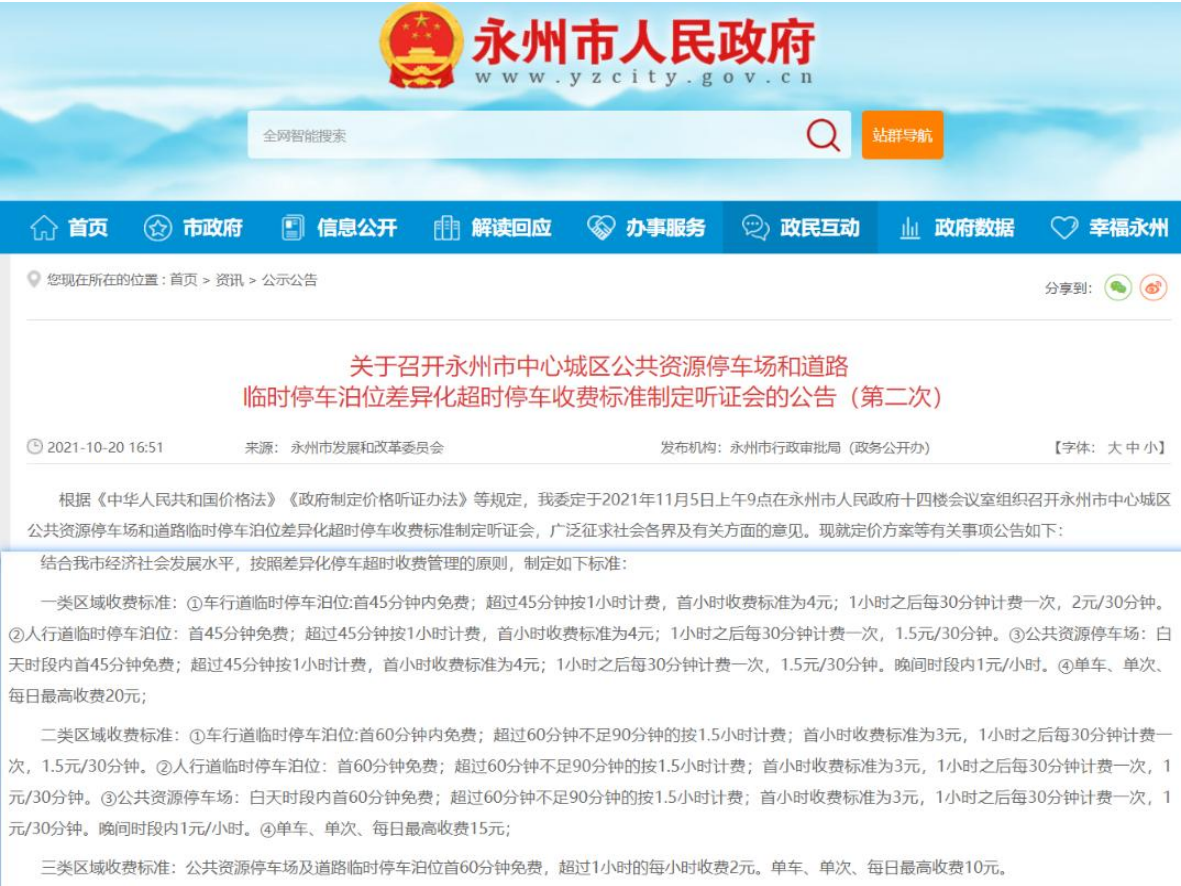 永州市人民政府
www.yzcity.gov.cn
全网智能搜索
站群导航
首页 市政府 信息公开 解读回应 办事服务 政民互动 政府数据 幸福永州
您现在所在的位置：首页 > 资讯 > 公示公告
分享到：
关于召开永州市中心城区公共资源停车场和道路
临时停车泊位差异化超时停车收费标准制定听证会的公告（第二次）
2021-10-20 16:51 来源： 永州市发展和改革委员会 发布机构：永州市行政审批局（政务公开办） 【字体： 大 中 小】
根据《中华人民共和国价格法》《政府制定价格听证办法》等规定，我委定于2021年11月5日上午9点在永州市人民政府十四楼会议室组织召开永州市中心城区
公共资源停车场和道路临时停车泊位差异化超时停车收费标准制定听证会，广泛征求社会各界及有关方面的意见。现就定价方案等有关事项公告如下：
结合我市经济社会发展水平，按照差异化停车超时收费管理的原则，制定如下标准：
一类区域收费标准：①车行道临时停车泊位:首45分钟内免费；超过45分钟按1小时计费，首小时收费标准为4元；1小时之后每30分钟计费一次，2元/30分钟。
②人行道临时停车泊位：首45分钟免费；超过45分钟按1小时计费，首小时收费标准为4元；1小时之后每30分钟计费一次，1.5元/30分钟。③公共资源停车场：白
天时段内首45分钟免费；超过45分钟按1小时计费，首小时收费标准为4元；1小时之后每30分钟计费一次，1.5元/30分钟。晚间时段内1元/小时。④单车、单次、
每日最高收费20元；
二类区域收费标准：①车行道临时停车泊位:首60分钟内免费；超过60分钟不足90分钟的按1.5小时计费；首小时收费标准为3元，1小时之后每30分钟计费一
次，1.5元/30分钟。②人行道临时停车泊位：首60分钟免费；超过60分钟不足90分钟的按1.5小时计费；首小时收费标准为3元，1小时之后每30分钟计费一次，1
元/30分钟。③公共资源停车场：白天时段内首60分钟免费；超过60分钟不足90分钟的按1.5小时计费；首小时收费标准为3元，1小时之后每30分钟计费一次，1
元/30分钟。晚间时段内1元/小时。④单车、单次、每日最高收费15元；
三类区域收费标准：公共资源停车场及道路临时停车泊位首60分钟免费，超过1小时的每小时收费2元。单车、单次、每日最高收费10元。